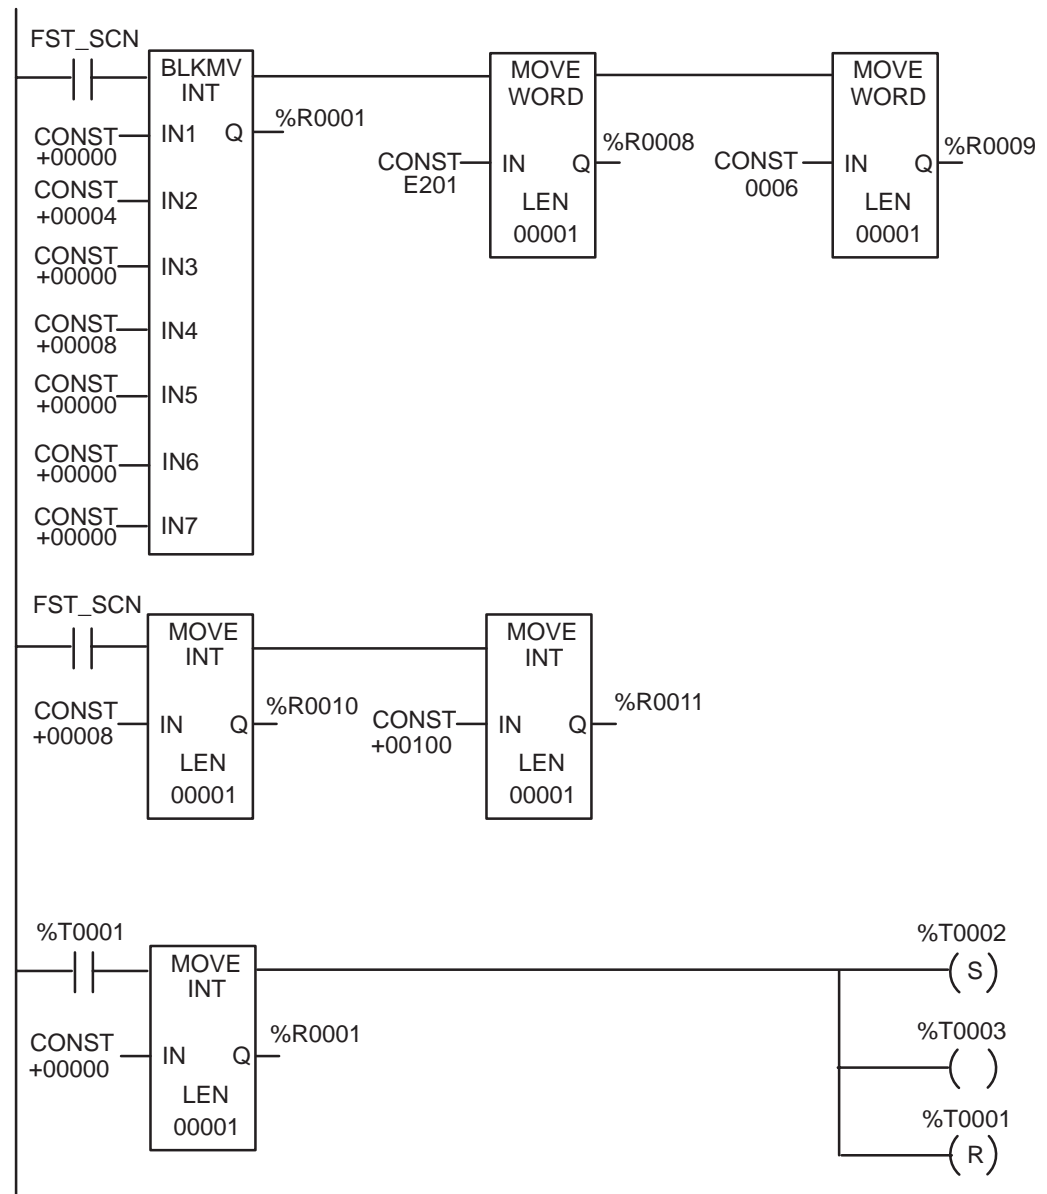 FST_SCN
BLKMV
INT
MOVE
WORD
MOVE
WORD
CONST
+00000
IN1
Q
%R0001
CONST
E201
IN
Q
%R0008
LEN
00001
CONST
0006
IN
Q
%R0009
LEN
00001
CONST
+00004
IN2
CONST
+00000
IN3
CONST
+00008
IN4
CONST
+00000
IN5
CONST
+00000
IN6
CONST
+00000
IN7
FST_SCN
MOVE
INT
MOVE
INT
CONST
+00008
IN
Q
%R0010
LEN
00001
CONST
+00100
IN
Q
%R0011
LEN
00001
%T0001
MOVE
INT
CONST
+00000
IN
Q
%R0001
LEN
00001
%T0002
S
%T0003
%T0001
R